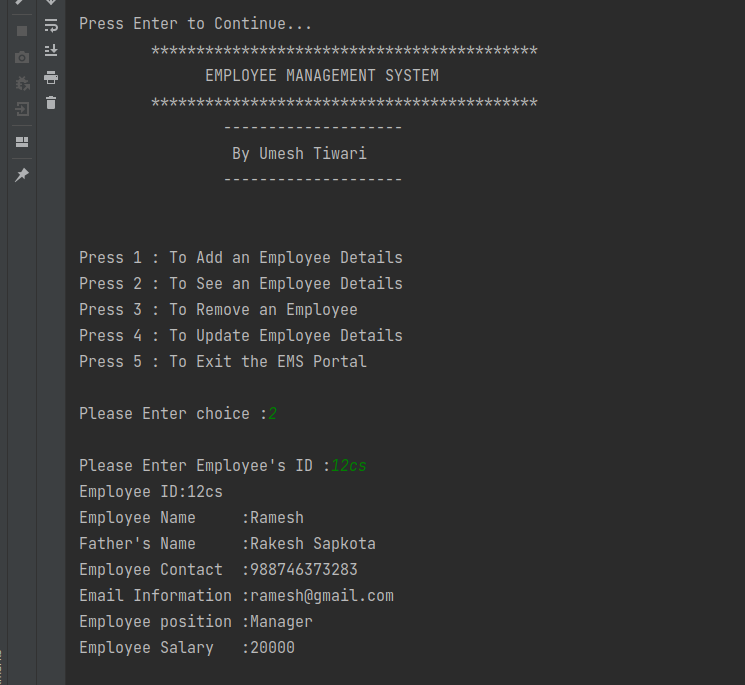 Press Enter to Continue...
*******************************************
EMPLOYEE MANAGEMENT SYSTEM
*******************************************
--------------------
By Umesh Tiwari
--------------------
Press 1 : To Add an Employee Details
Press 2 : To See an Employee Details
Press 3 : To Remove an Employee
Press 4 : To Update Employee Details
Press 5 : To Exit the EMS Portal
Please Enter choice :2
Please Enter Employee's ID :12cs
Employee ID:12cs
Employee Name     :Ramesh
Father's Name     :Rakesh Sapkota
Employee Contact  :988746373283
Email Information :ramesh@gmail.com
Employee position :Manager
Employee Salary   :20000